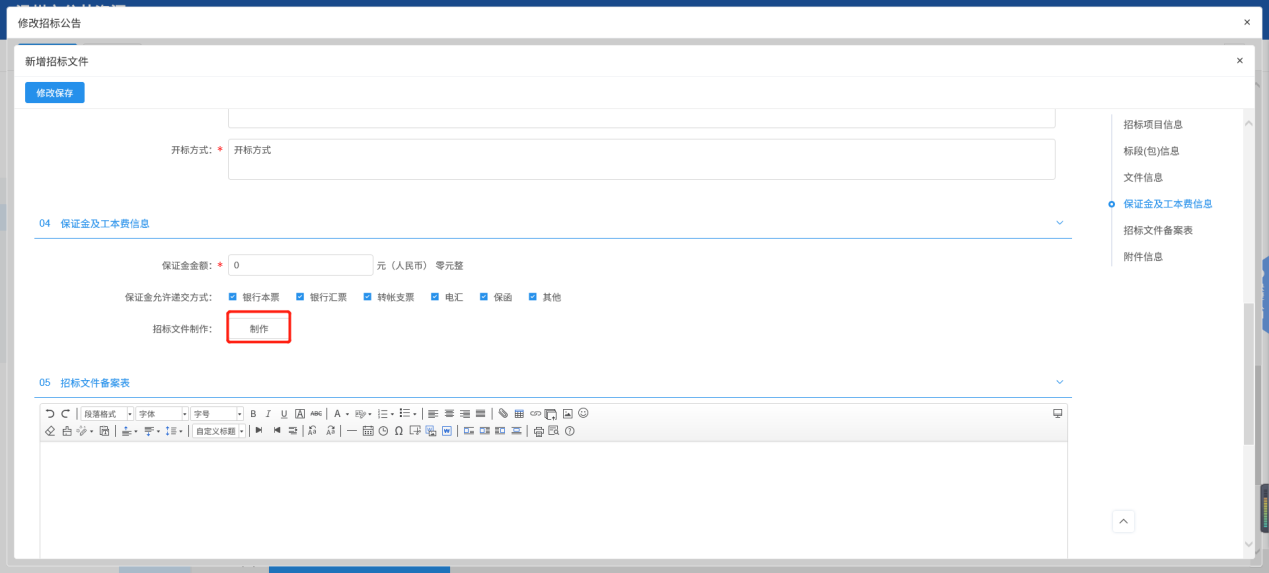 修改招标公告
×
新增招标文件
×
修改保存
开标方式：* 开标方式
04 保证金及工本费信息
保证金金额：* 0 元（人民币） 零元整
保证金允许递交方式： 银行本票 银行汇票 转帐支票 电汇 保函 其他
招标文件制作： 制作
05 招标文件备案表
段落格式 字体 字号 B I U A ABC A
自定义标题
招标项目信息
标段(包)信息
文件信息
保证金及工本费信息
招标文件备案表
附件信息